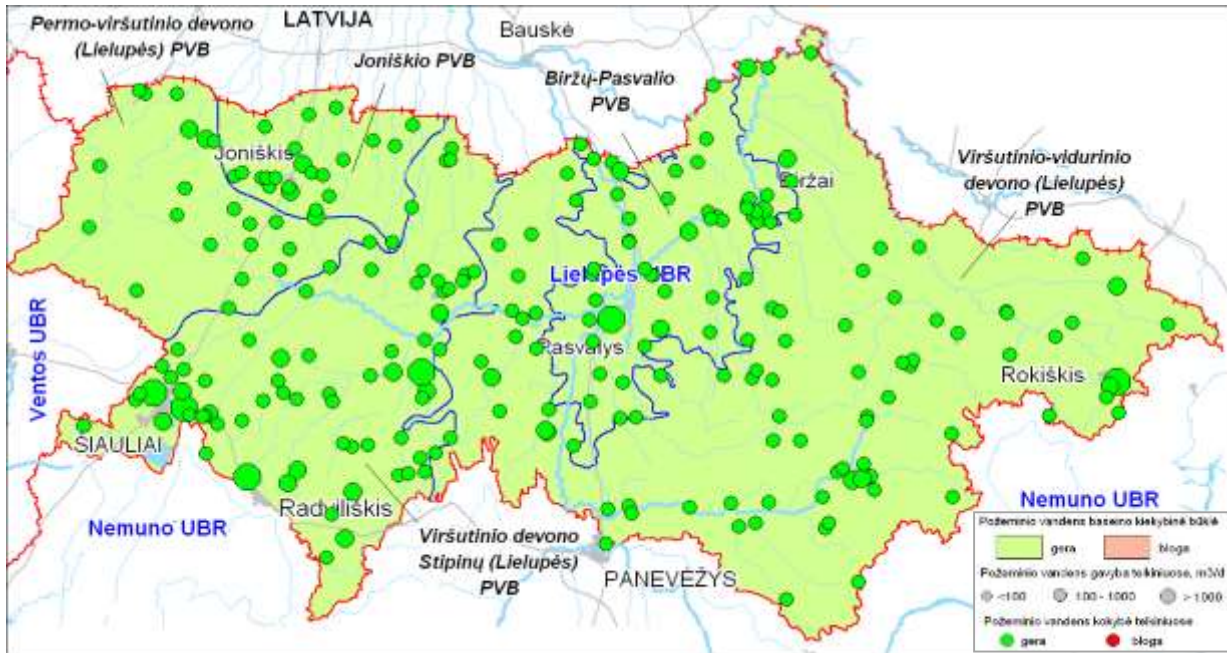 Permo-viršutinio devono
(Lielupės) PVB
LATVIJA
Joniškio PVB
Bauskė
Biržų-Pasvalio
PVB
Viršutinio-vidurinio
devono (Lielupės)
PVB
Joniškis
Biržai
Lielupės UBR
Ventos UBR
Pasvalys
Rokiškis
ŠIAULIAI
Radviliškis
Nemuno UBR
Viršutinio devono
Stipinų (Lielupės)
PVB
PANEVĖŽYS
Nemuno UBR
Požeminio vandens baseino kiekybinė būklė
gera bloga
Požeminio vandens gavyba telkiniuose, m3/d
<100 100 - 1000 > 1000
Požeminio vandens kokybė telkiniuose
gera bloga